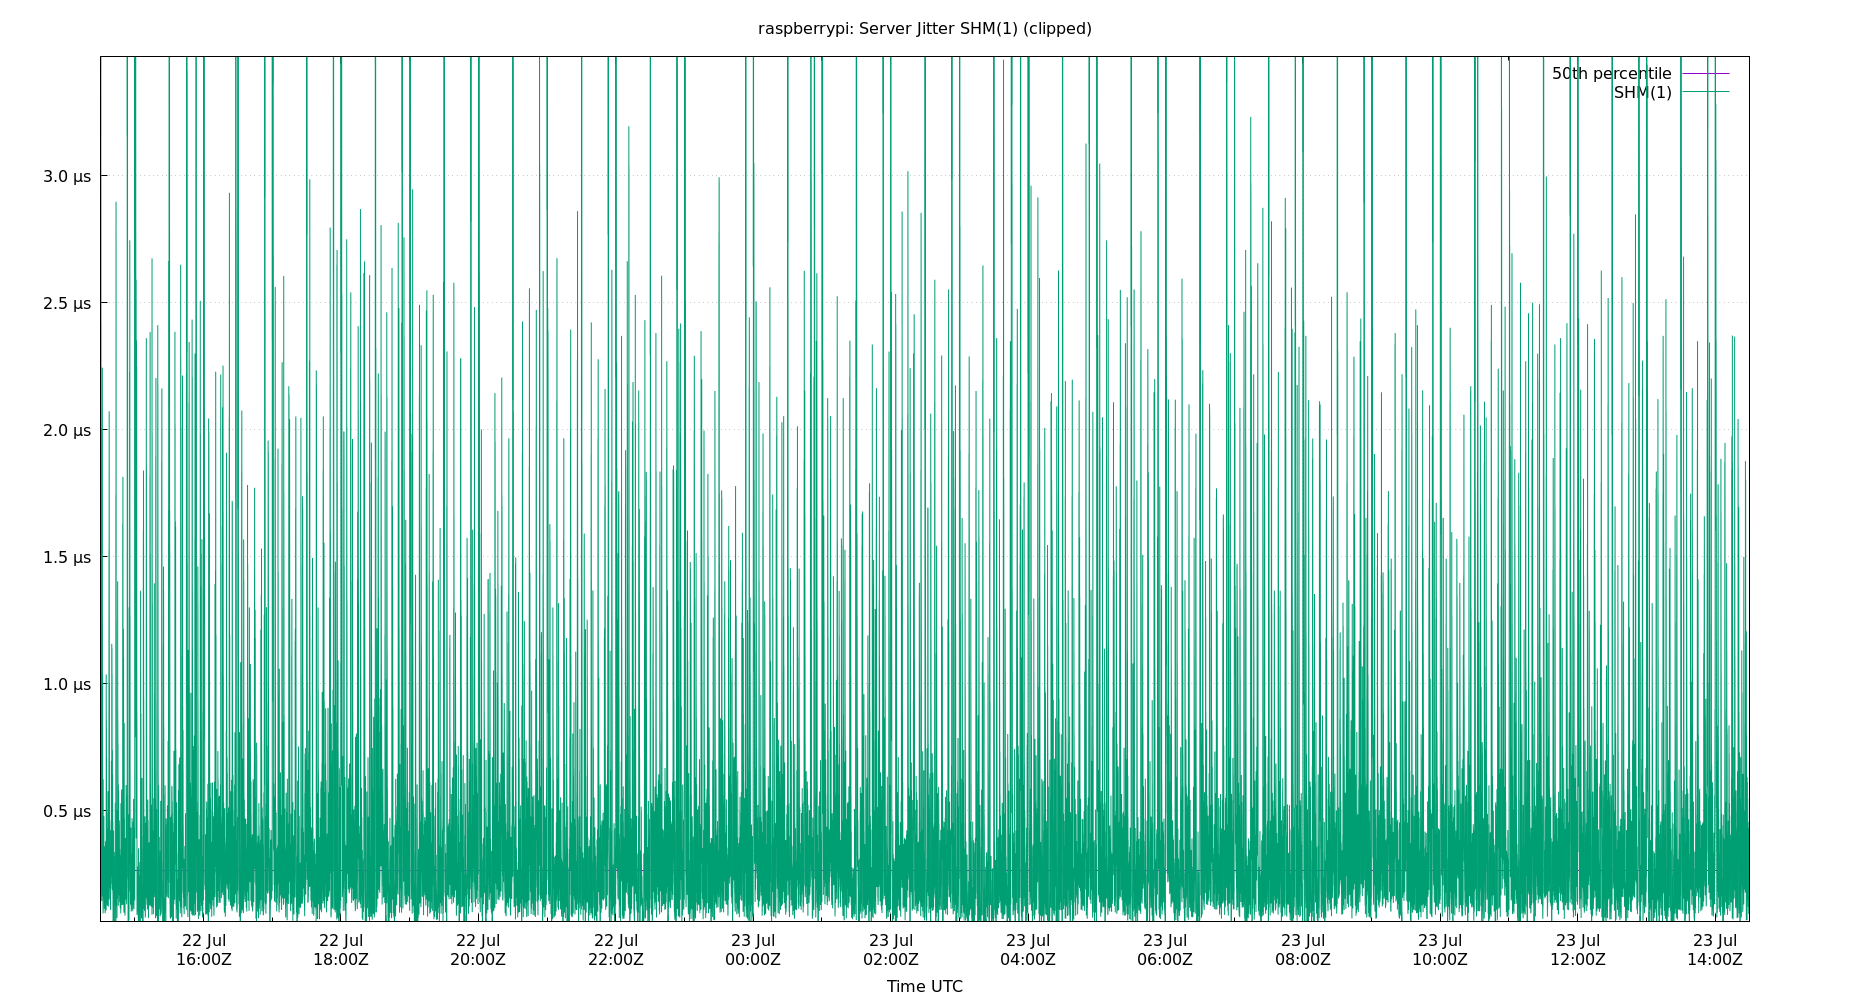 raspberrypi: Server Jitter SHM(1) (clipped)
50th percentile
SHM(1)
3.0 µs
2.5 µs
2.0 µs
1.5 µs
1.0 µs
0.5 µs
22 Jul 22 Jul 22 Jul 22 Jul 23 Jul 23 Jul 23 Jul 23 Jul 23 Jul 23 Jul 23 Jul 23 Jul
16:00Z 18:00Z 20:00Z 22:00Z 00:00Z 02:00Z 04:00Z 06:00Z 08:00Z 10:00Z 12:00Z 14:00Z
Time UTC